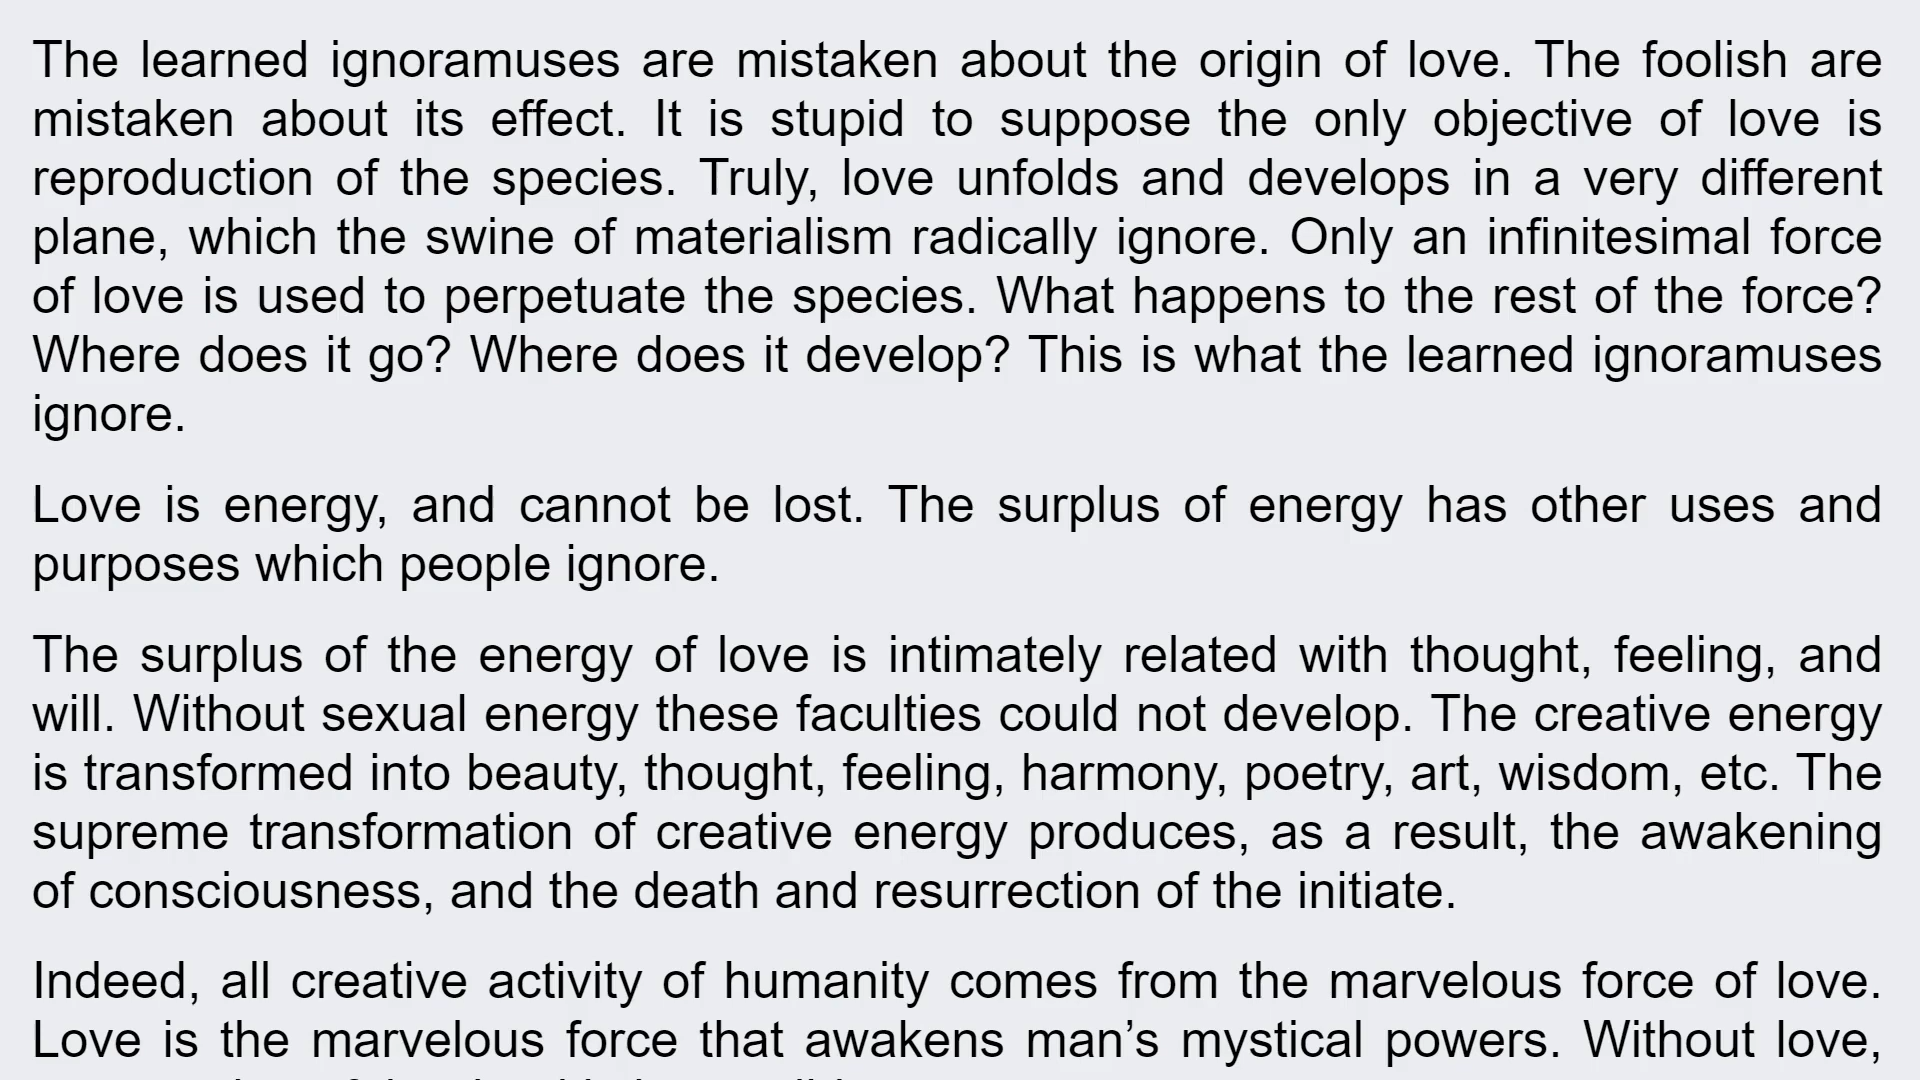 The learned ignoramuses are mistaken about the origin of love. The foolish are
mistaken about its effect. It is stupid to suppose the only objective of love is
reproduction of the species. Truly, love unfolds and develops in a very different
plane, which the swine of materialism radically ignore. Only an infinitesimal force
of love is used to perpetuate the species. What happens to the rest of the force?
Where does it go? Where does it develop? This is what the learned ignoramuses
ignore.
Love is energy, and cannot be lost. The surplus of energy has other uses and
purposes which people ignore.
The surplus of the energy of love is intimately related with thought, feeling, and
will. Without sexual energy these faculties could not develop. The creative energy
is transformed into beauty, thought, feeling, harmony, poetry, art, wisdom, etc. The
supreme transformation of creative energy produces, as a result, the awakening
of consciousness, and the death and resurrection of the initiate.
Indeed, all creative activity of humanity comes from the marvelous force of love.
Love is the marvelous force that awakens man’s mystical powers. Without love,